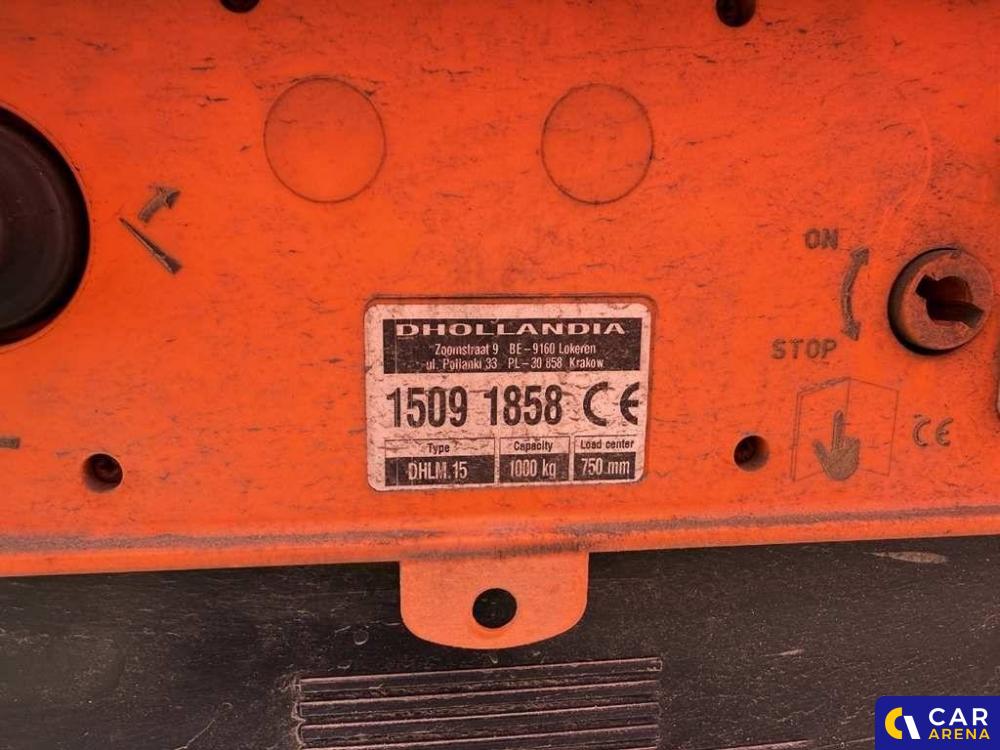 ON
STOP
DHOLLANDIA
Zoomstraat 9 BE-9160 Lokeren
ul. Pollanki 33 PL-30 858 Krakow
1509 1858 CE
Type Capacity Load center
DHLM.15 1000 kg 750 mm
CE
CAR
ARENA